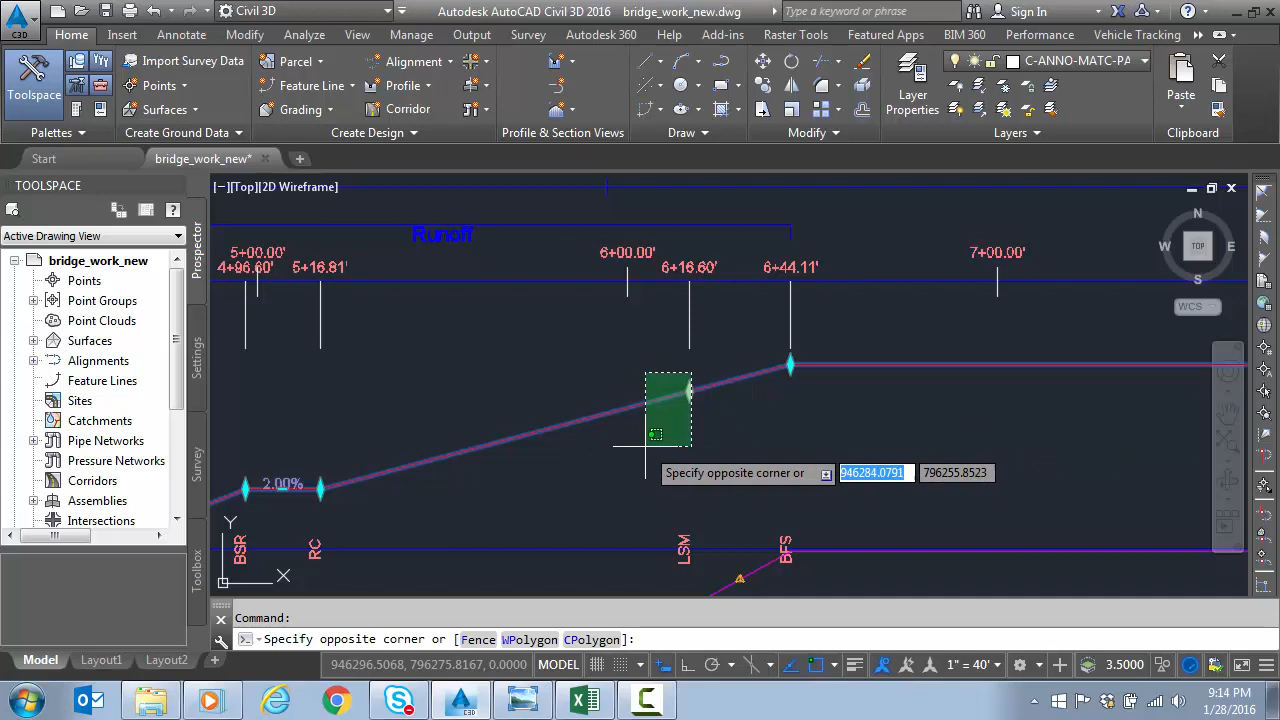 C3D
Civil 3D
Autodesk AutoCAD Civil 3D 2016 bridge_work_new.dwg
Type a keyword or phrase
Sign In
Home Insert Annotate Modify Analyze View Manage Output Survey Autodesk 360 Help Add-ins Raster Tools Featured Apps BIM 360 Performance Vehicle Tracking
Toolspace
Import Survey Data
Points
Surfaces
Parcel
Feature Line
Grading
Alignment
Profile
Corridor
Layer Properties
C-ANNO-MATC-PA
Paste
Palettes Create Ground Data Create Design Profile & Section Views Draw Modify Layers Clipboard
Start bridge_work_new*
TOOLSPACE
Active Drawing View
bridge_work_new
Points
Point Groups
Point Clouds
Surfaces
Alignments
Feature Lines
Sites
Catchments
Pipe Networks
Pressure Networks
Corridors
Assemblies
Intersections
Prospector
Settings
Survey
Toolbox
[−][Top][2D Wireframe]
Runoff
5+00.00' 6+00.00' 7+00.00'
4+96.60' 5+16.81' 6+16.60' 6+44.11'
N
W TOP E
S
WCS
2.00%
Specify opposite corner or 946284.0791 796255.8523
BSR RC LSM BFS
Y
X
Command:
Specify opposite corner or [Fence WPolygon CPolygon]:
Model Layout1 Layout2
946296.5068, 796275.8167, 0.0000 MODEL 1" = 40' 3.5000
9:14 PM
1/28/2016